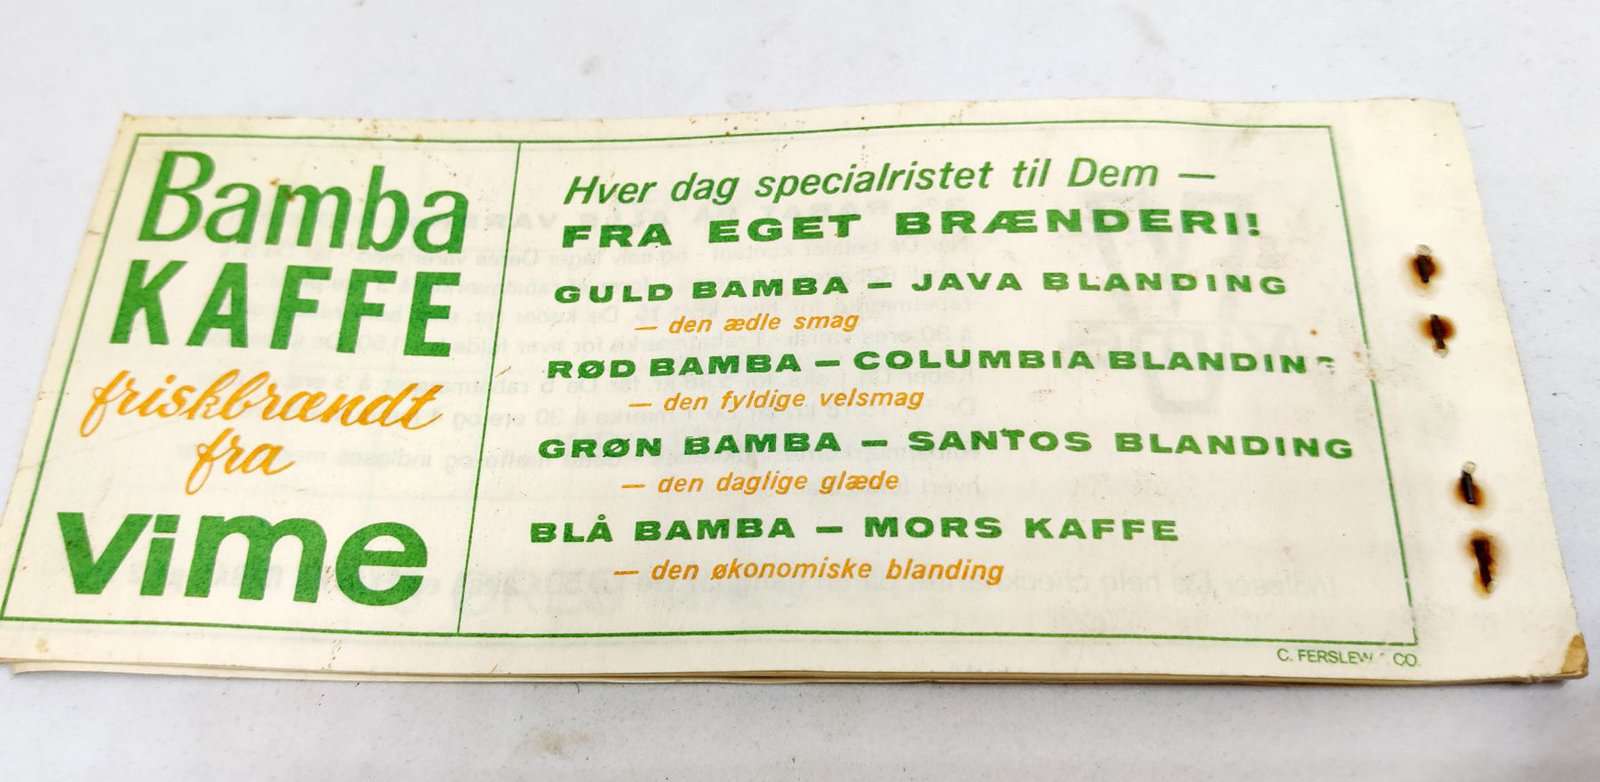 Bamba
KAFFE
friskbrændt
fra
vime
Hver dag specialristet til Dem —
FRA EGET BRÆNDERI!
GULD BAMBA — JAVA BLANDING
— den ædle smag
RØD BAMBA — COLUMBIA BLANDING
— den fyldige velsmag
GRØN BAMBA — SANTOS BLANDING
— den daglige glæde
BLÅ BAMBA — MORS KAFFE
— den økonomiske blanding
C. FERSLEW & CO.